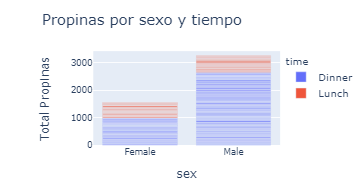 Propinas por sexo y tiempo
Total Propinas
3000
2000
1000
0
Female
Male
sex
time
Dinner
Lunch